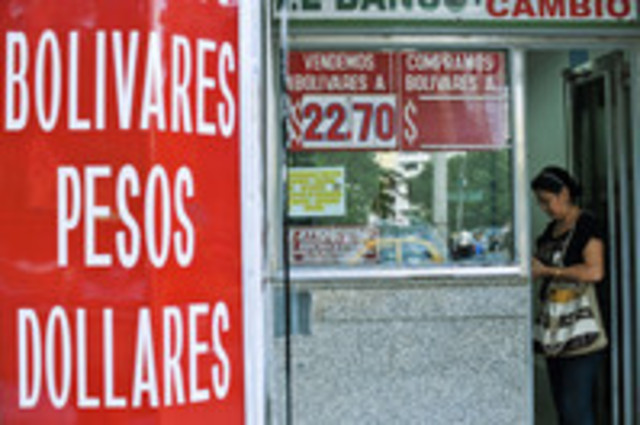 BOLIVARES
PESOS
DOLLARES
CAMBIO
VENDEMOS
BOLIVARES A
$22.70
COMPRAMOS
BOLIVARES A
$